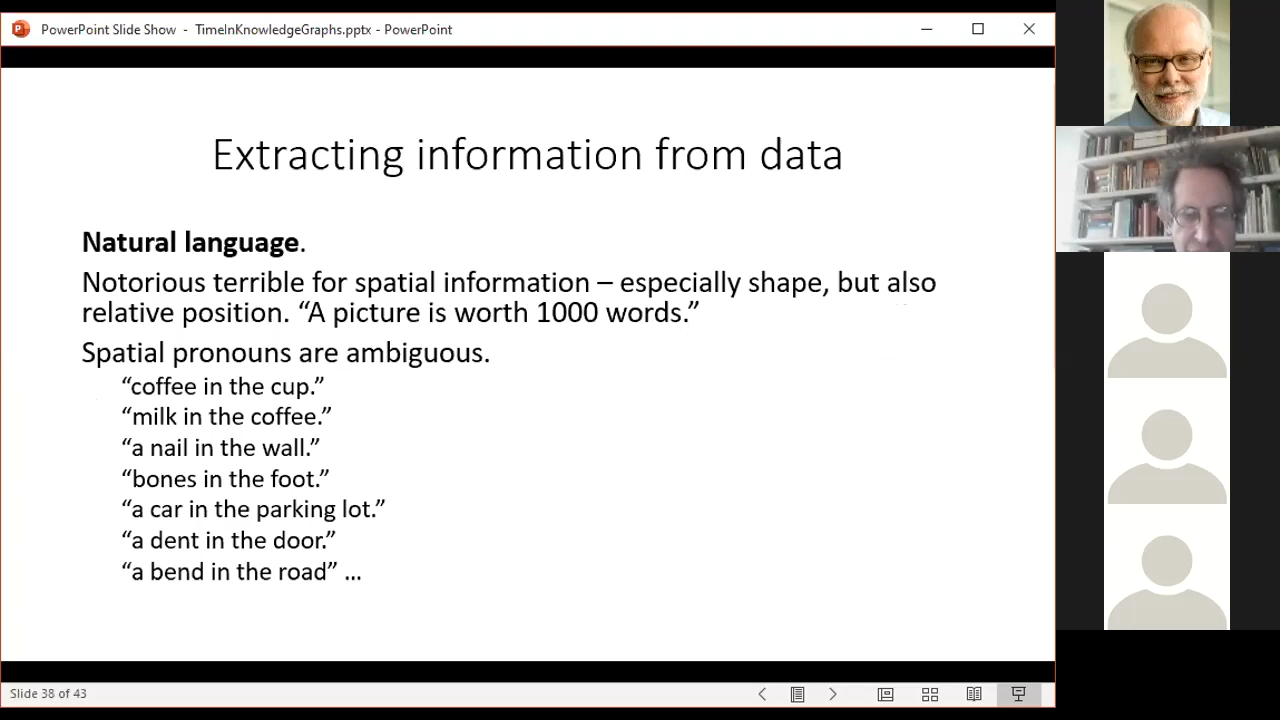 PowerPoint Slide Show - TimeInKnowledgeGraphs.pptx - PowerPoint
Extracting information from data
Natural language.
Notorious terrible for spatial information – especially shape, but also
relative position. “A picture is worth 1000 words.”
Spatial pronouns are ambiguous.
“coffee in the cup.”
“milk in the coffee.”
“a nail in the wall.”
“bones in the foot.”
“a car in the parking lot.”
“a dent in the door.”
“a bend in the road” ...
Slide 38 of 43